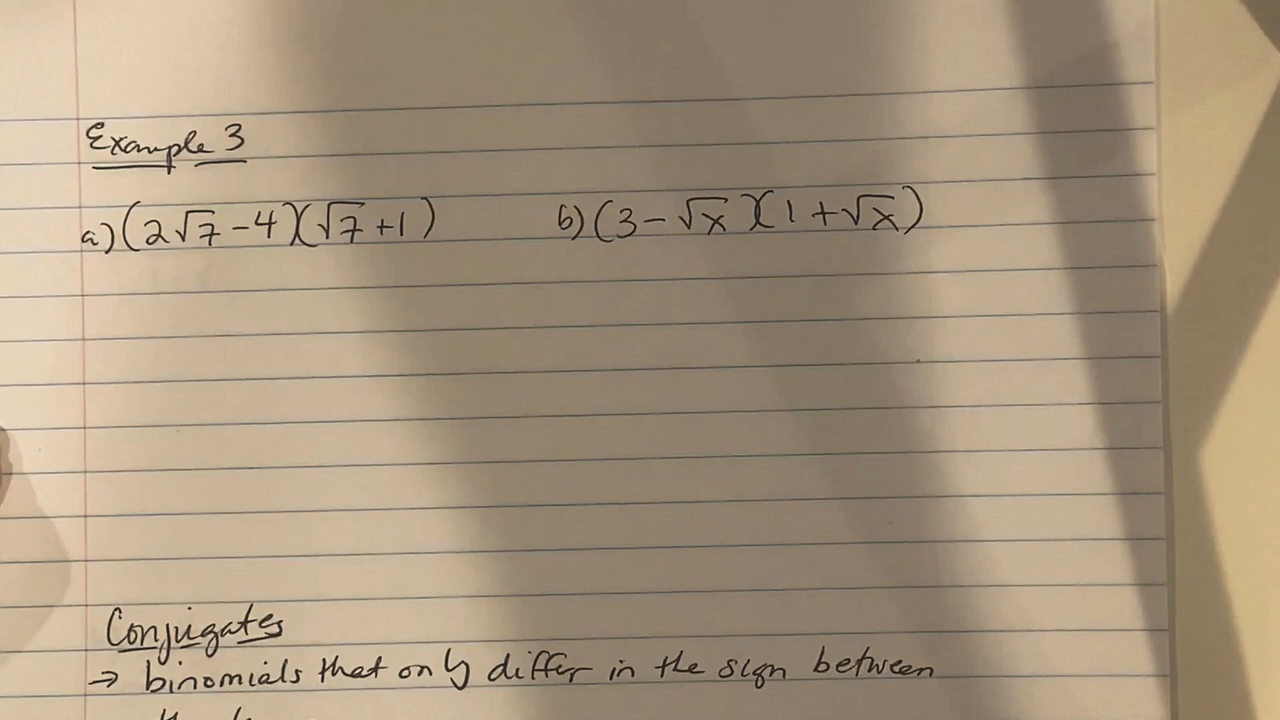 Example 3
a) (2√7 - 4)(√7 + 1) b) (3 - √x)(1 + √x)
Conjugates
→ binomials that only differ in the sign between